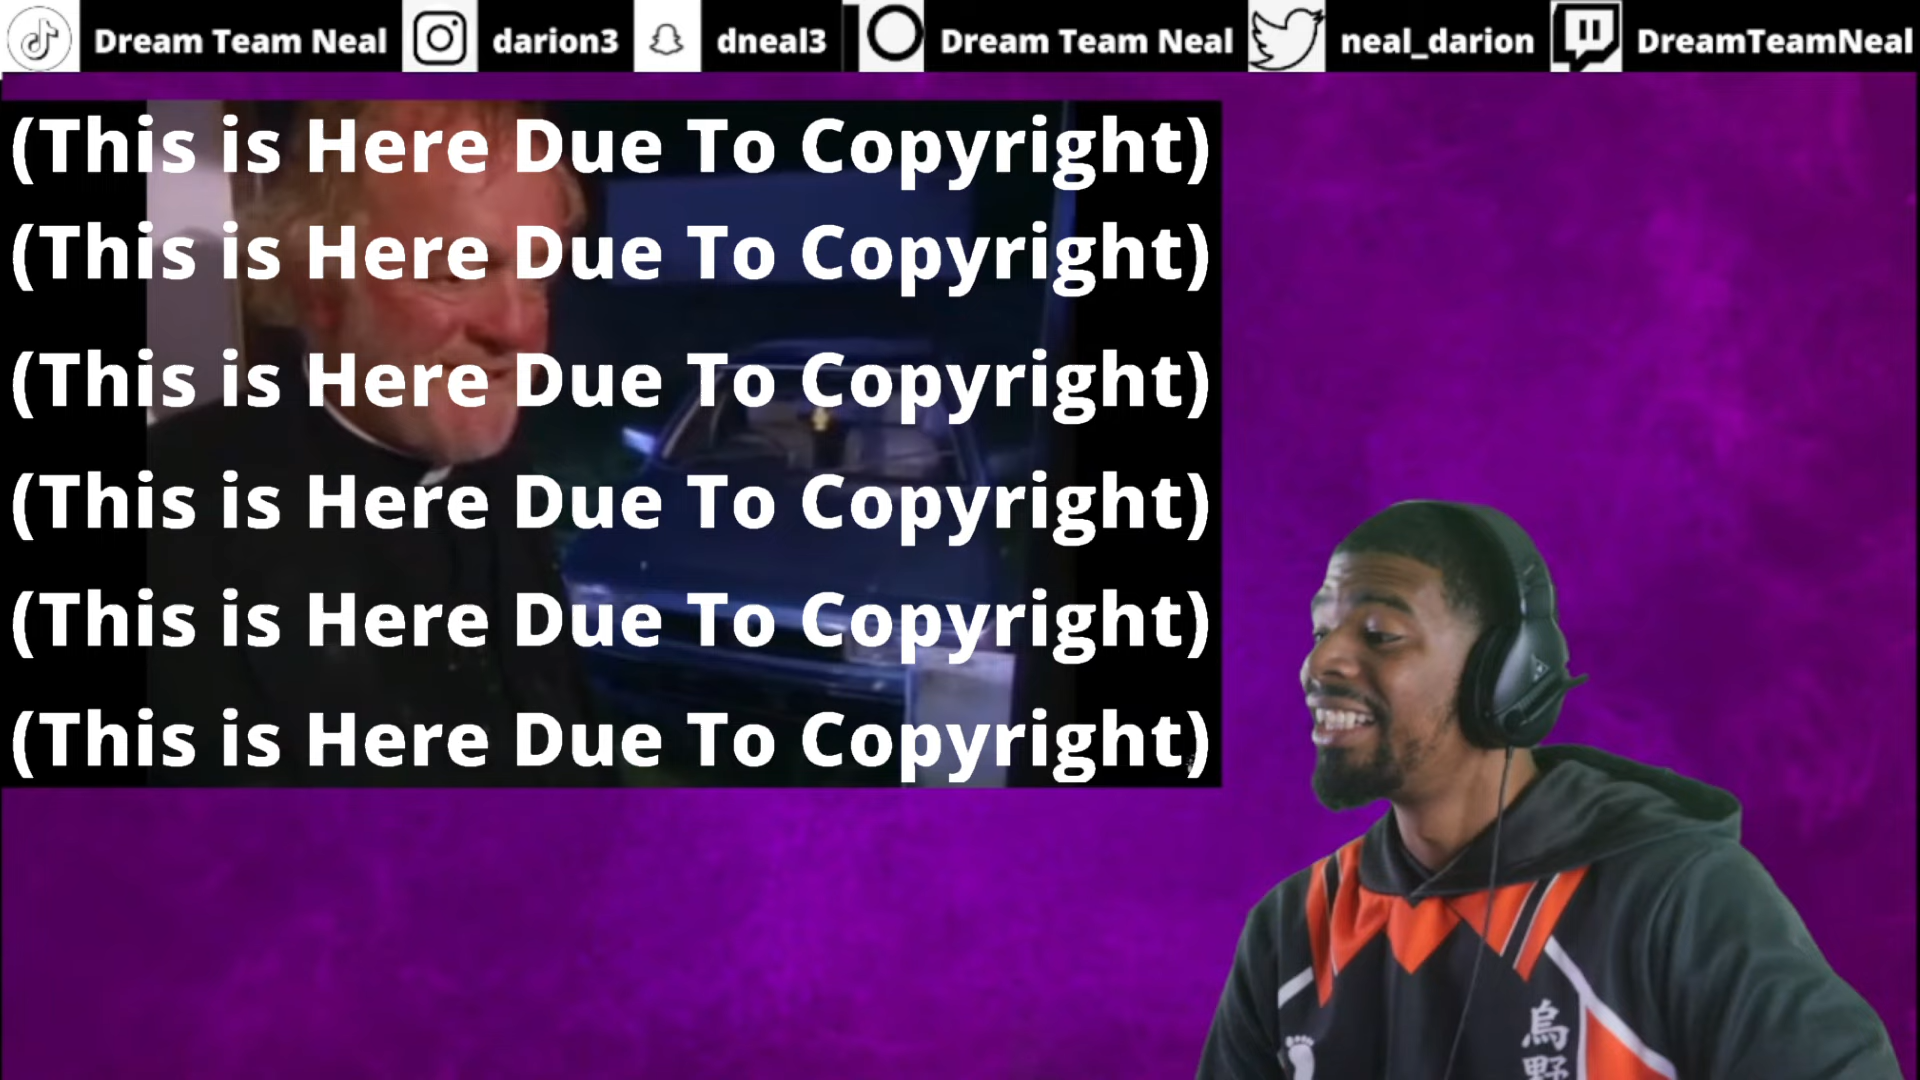 Dream Team Neal darion3 dneal3 Dream Team Neal neal_darion DreamTeamNeal
(This is Here Due To Copyright)
(This is Here Due To Copyright)
(This is Here Due To Copyright)
(This is Here Due To Copyright)
(This is Here Due To Copyright)
(This is Here Due To Copyright)
烏
野